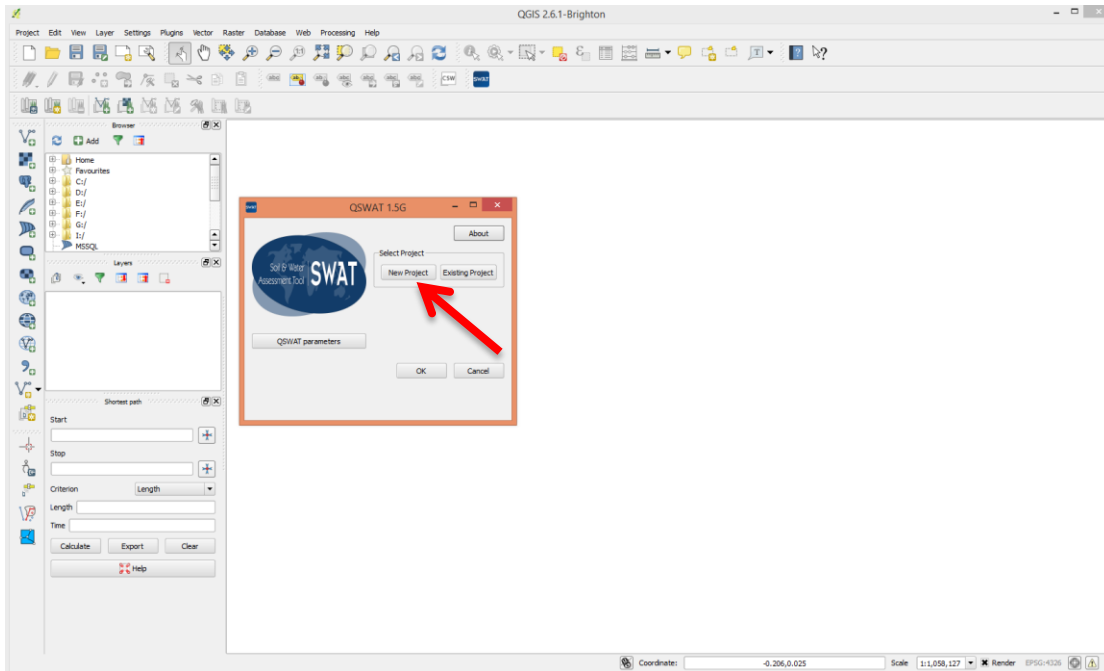 QGIS 2.6.1-Brighton
Project Edit View Layer Settings Plugins Vector Raster Database Web Processing Help
CSW
SWAT
Browser
Add
Home
Favourites
C:/
D:/
E:/
F:/
G:/
I:/
MSSQL
Layers
Shortest path
Start
Stop
Criterion Length
Length
Time
Calculate Export Clear
Help
QSWAT 1.5G
About
Select Project
New Project Existing Project
Soil & Water
Assessment Tool
SWAT
QSWAT parameters
OK Cancel
Coordinate: -0.206,0.025 Scale 1:1,058,127 Render EPSG:4326